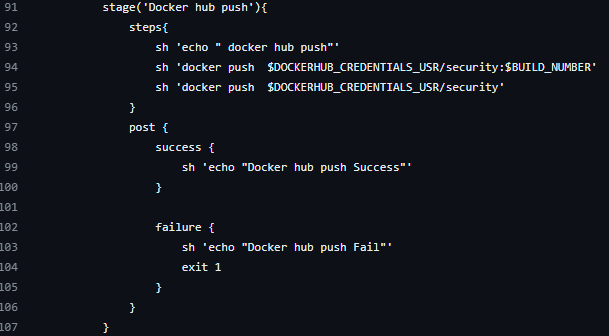 91 stage('Docker hub push'){
92 steps{
93 sh 'echo " docker hub push"'
94 sh 'docker push  $DOCKERHUB_CREDENTIALS_USR/security:$BUILD_NUMBER'
95 sh 'docker push  $DOCKERHUB_CREDENTIALS_USR/security'
96 }
97 post {
98 success {
99 sh 'echo "Docker hub push Success"'
100 }
101
102 failure {
103 sh 'echo "Docker hub push Fail"'
104 exit 1
105 }
106 }
107 }